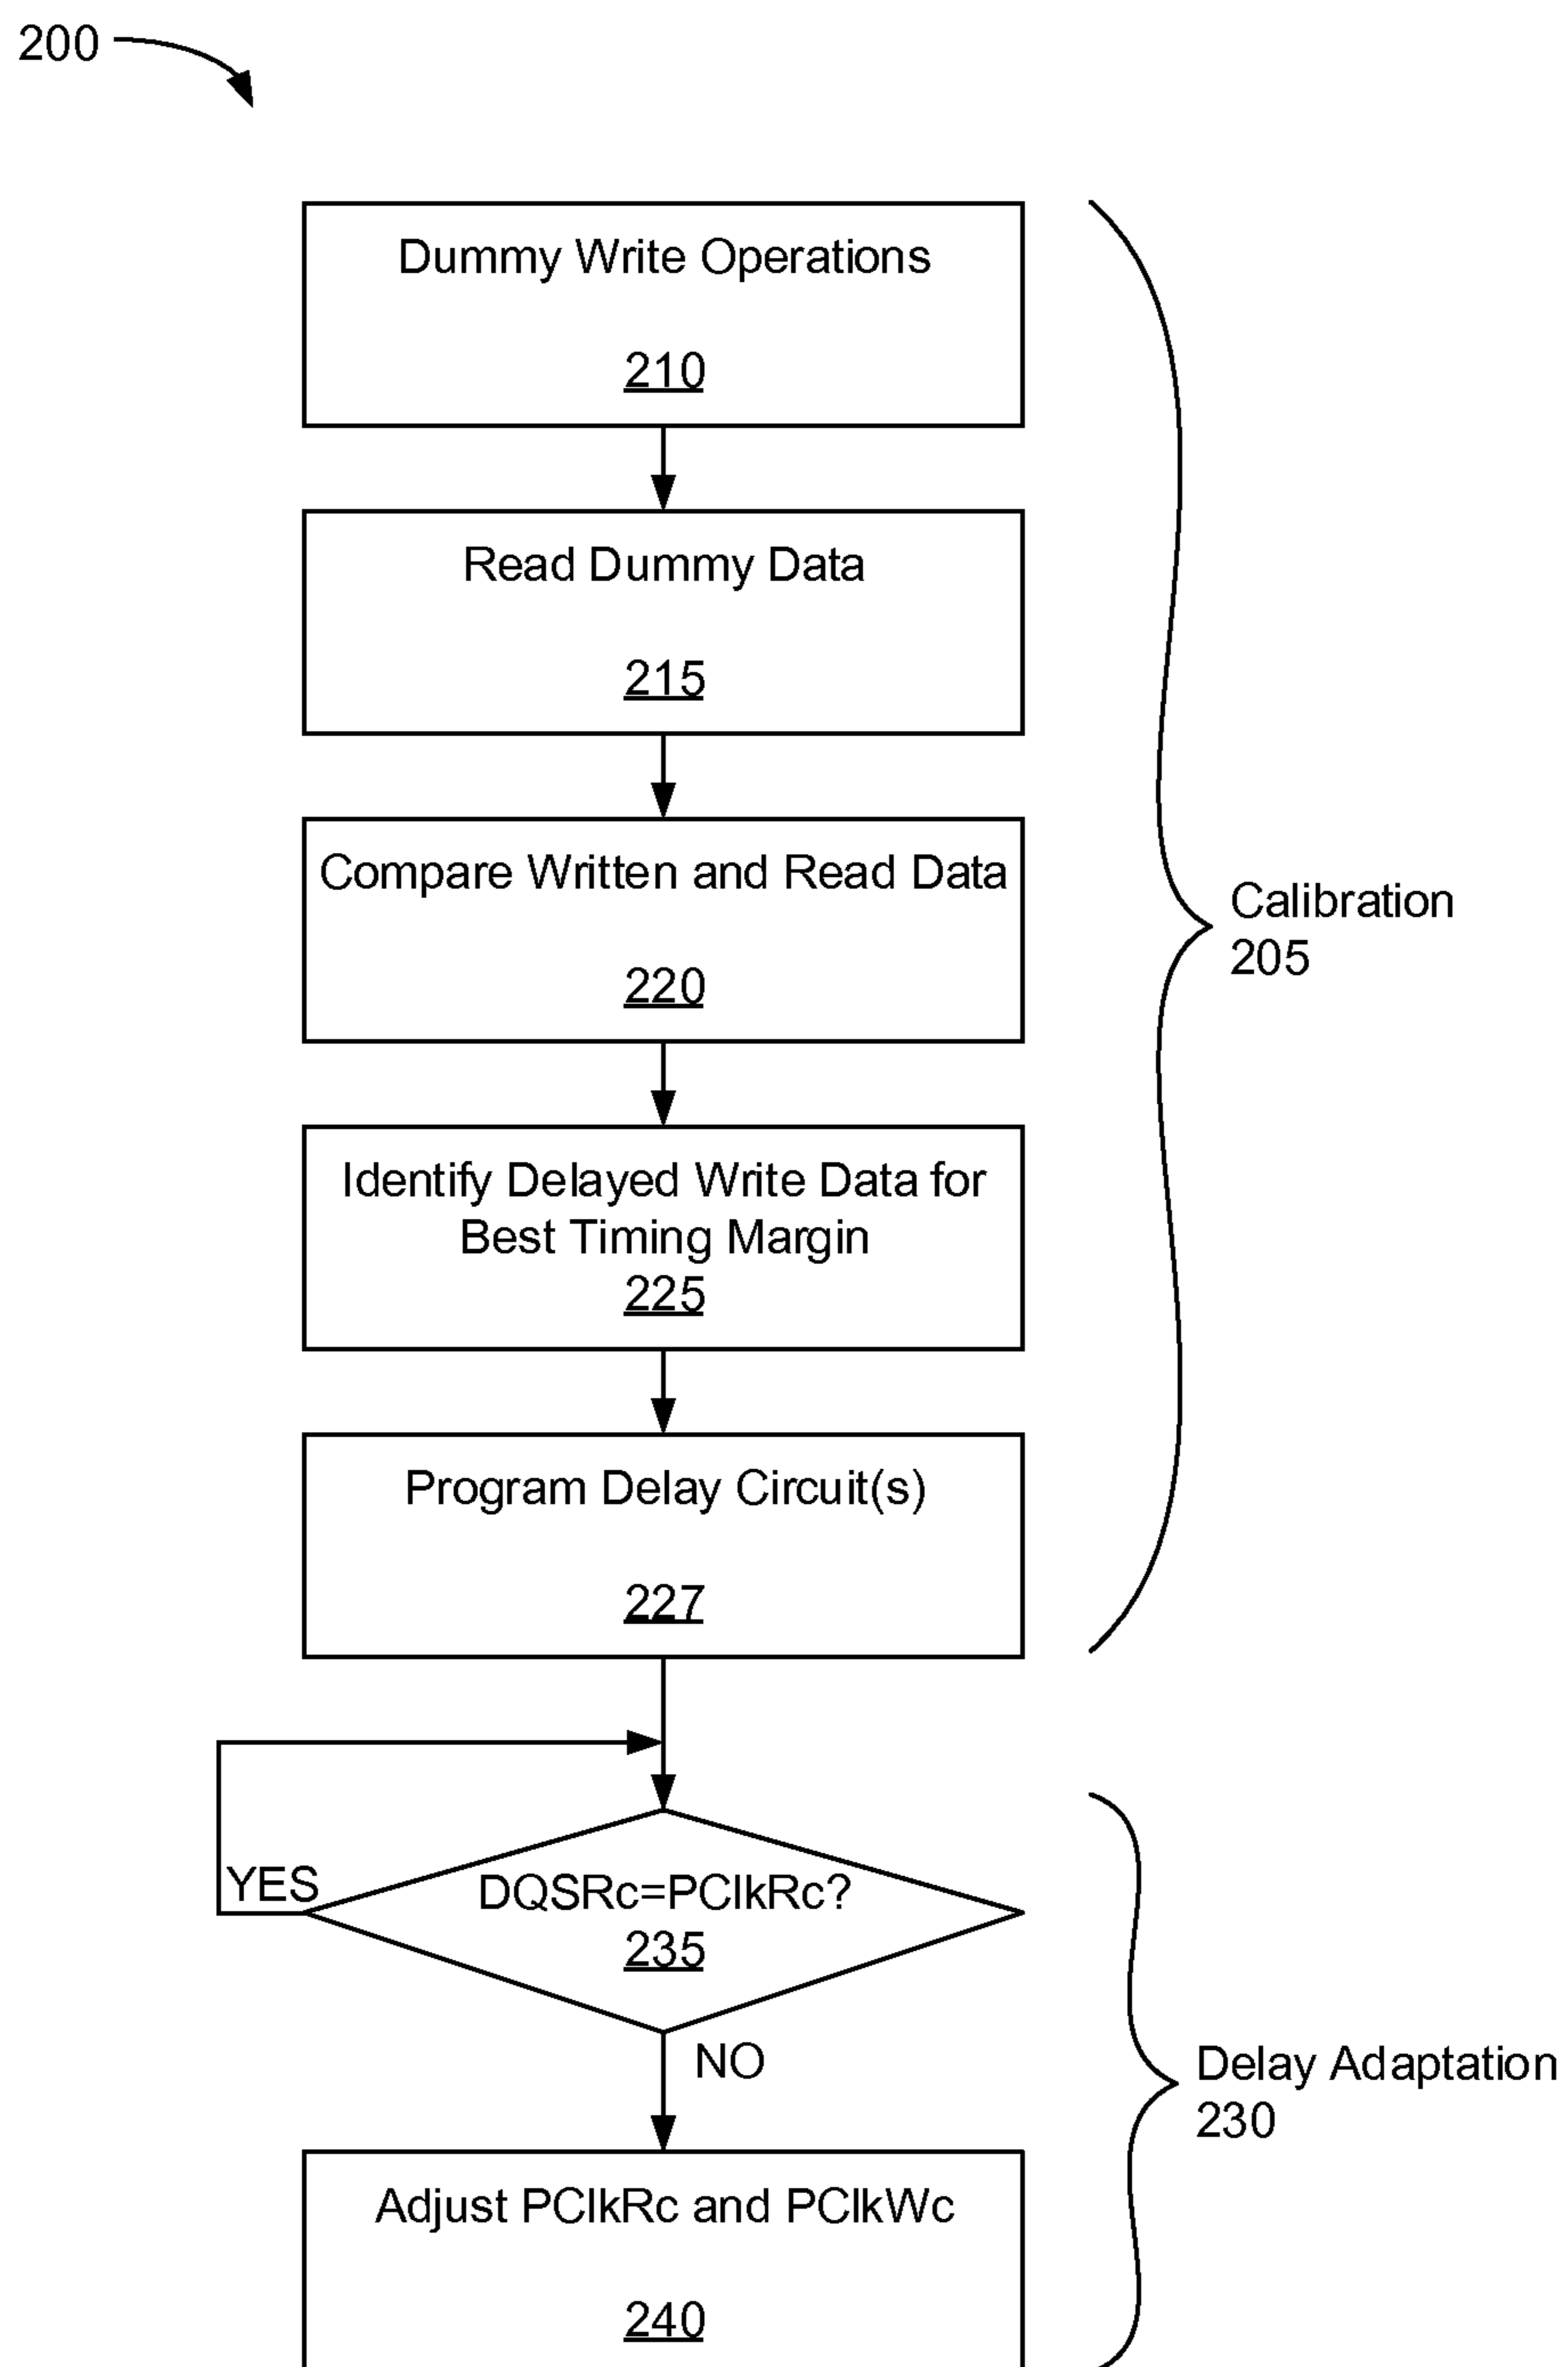 200
Dummy Write Operations
210
Read Dummy Data
215
Compare Written and Read Data
220
Calibration
205
Identify Delayed Write Data for
Best Timing Margin
225
Program Delay Circuit(s)
227
YES
DQSRc=PClkRc?
235
NO
Delay Adaptation
230
Adjust PClkRc and PClkWc
240